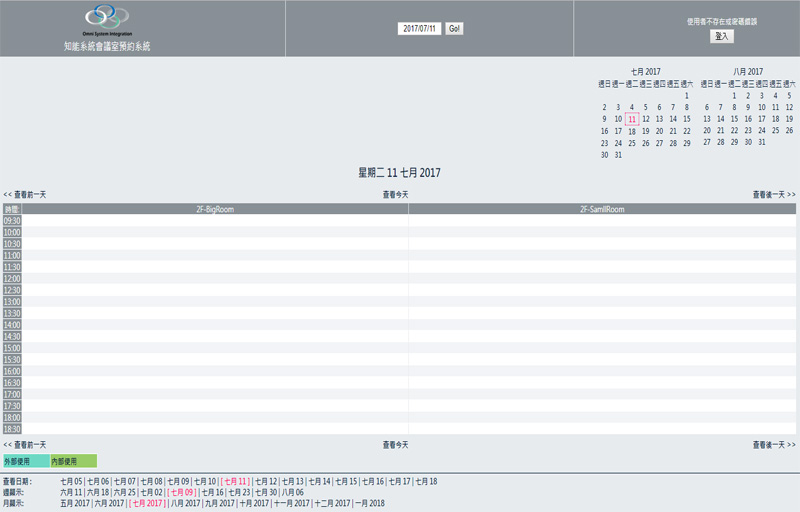 Omni System Integration
知能系統會議室預約系統
2017/07/11 Go!
使用者不存在或密碼錯誤
登入
七月 2017
週日 週一 週二 週三 週四 週五 週六
1
2 3 4 5 6 7 8
9 10 11 12 13 14 15
16 17 18 19 20 21 22
23 24 25 26 27 28 29
30 31
八月 2017
週日 週一 週二 週三 週四 週五 週六
1 2 3 4 5
6 7 8 9 10 11 12
13 14 15 16 17 18 19
20 21 22 23 24 25 26
27 28 29 30 31
星期二 11 七月 2017
<< 查看前一天 查看今天 查看後一天 >>
時間: 2F-BigRoom 2F-SamllRoom
09:30
10:00
10:30
11:00
11:30
12:00
12:30
13:00
13:30
14:00
14:30
15:00
15:30
16:00
16:30
17:00
17:30
18:00
18:30
<< 查看前一天 查看今天 查看後一天 >>
外部使用 內部使用
查看日期 : 七月 05 | 七月 06 | 七月 07 | 七月 08 | 七月 09 | 七月 10 | [ 七月 11 ] | 七月 12 | 七月 13 | 七月 14 | 七月 15 | 七月 16 | 七月 17 | 七月 18
週顯示: 六月 11 | 六月 18 | 六月 25 | 七月 02 | [ 七月 09 ] | 七月 16 | 七月 23 | 七月 30 | 八月 06
月顯示: 五月 2017 | 六月 2017 | [ 七月 2017 ] | 八月 2017 | 九月 2017 | 十月 2017 | 十一月 2017 | 十二月 2017 | 一月 2018